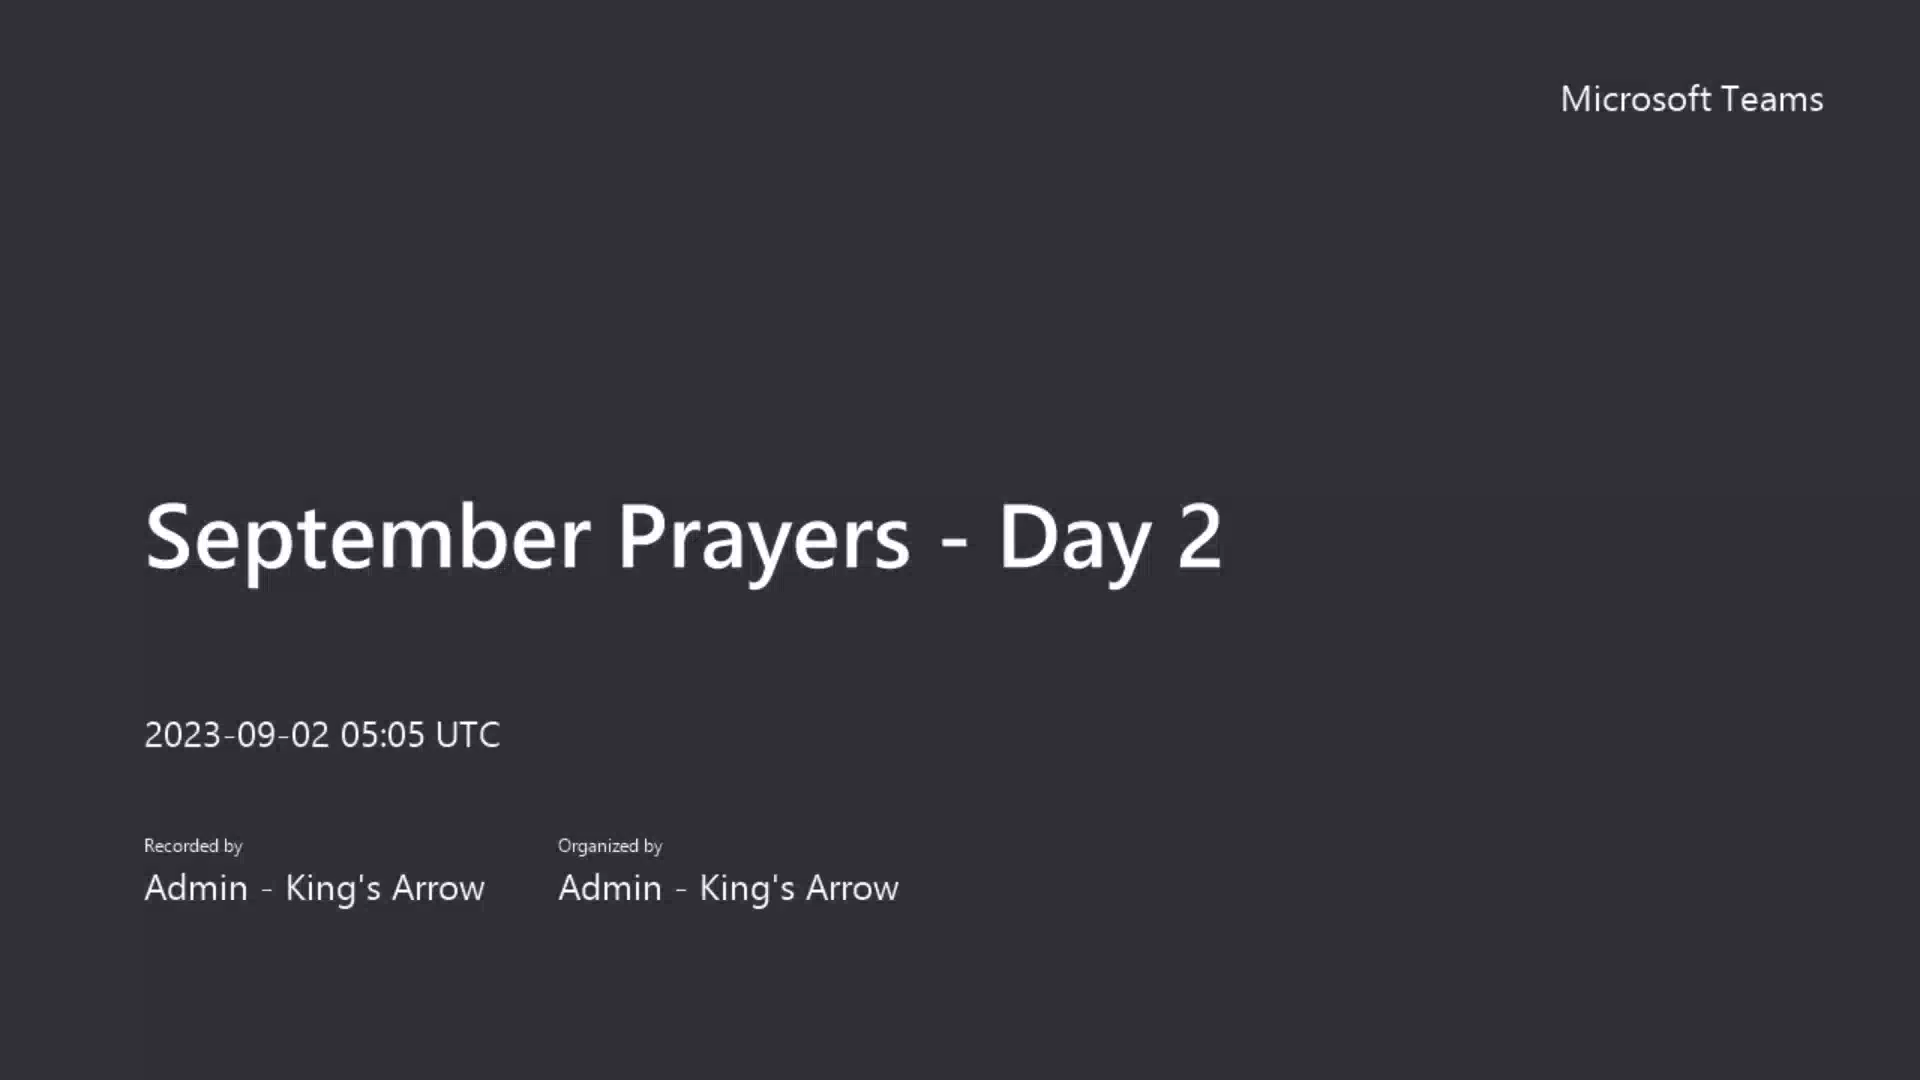 Microsoft Teams
September Prayers - Day 2
2023-09-02 05:05 UTC
Recorded by
Admin - King's Arrow
Organized by
Admin - King's Arrow